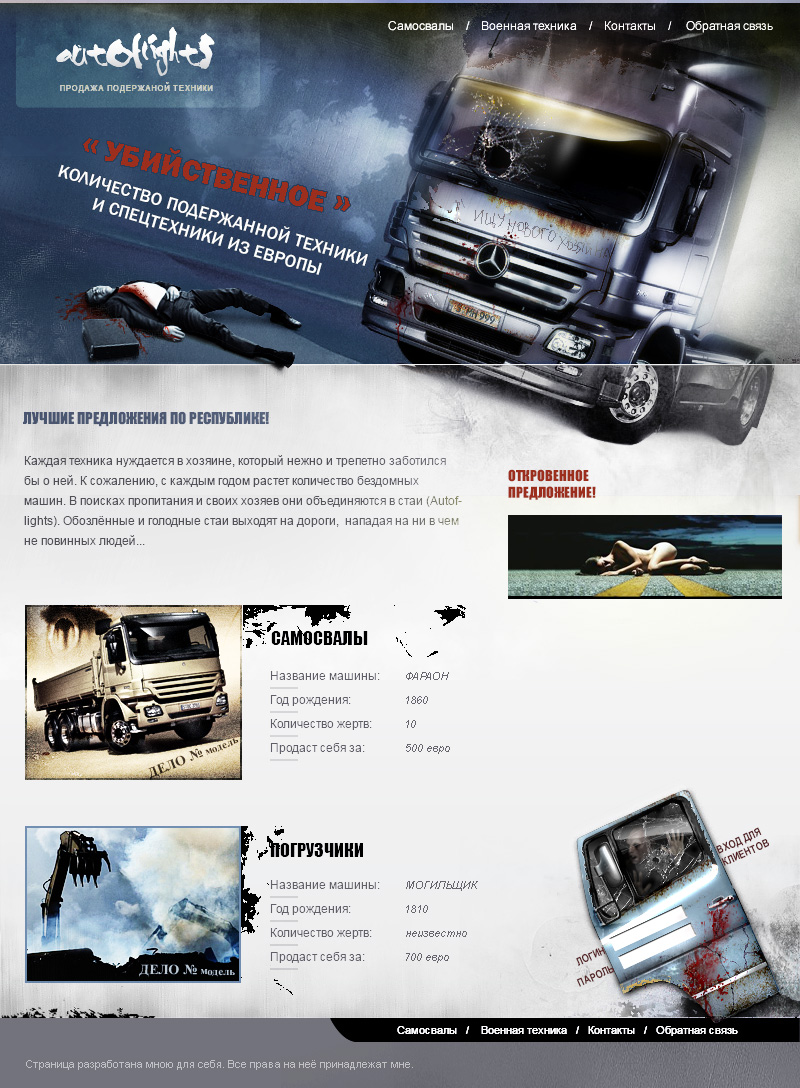 Самосвалы / Военная техника / Контакты / Обратная связь
autoflights
ПРОДАЖА ПОДЕРЖАНОЙ ТЕХНИКИ
« УБИЙСТВЕННОЕ »
КОЛИЧЕСТВО ПОДЕРЖАННОЙ ТЕХНИКИ
И СПЕЦТЕХНИКИ ИЗ ЕВРОПЫ
ИЩУ НОВОГО
999
ЛУЧШИЕ ПРЕДЛОЖЕНИЯ ПО РЕСПУБЛИКЕ!
Каждая техника нуждается в хозяине, который нежно и трепетно заботился
бы о ней. К сожалению, с каждым годом растет количество бездомных
машин. В поисках пропитания и своих хозяев они объединяются в стаи (Autof-
lights). Обозлённые и голодные стаи выходят на дороги, нападая на ни в чем
не повинных людей...
ОТКРОВЕННОЕ
ПРЕДЛОЖЕНИЕ!
САМОСВАЛЫ
Название машины: ФАРАОН
Год рождения: 1860
Количество жертв: 10
Продаст себя за: 500 евро
ДЕЛО № модель
ПОГРУЗЧИКИ
Название машины: МОГИЛЬЩИК
Год рождения: 1810
Количество жертв: неизвестно
Продаст себя за: 700 евро
ДЕЛО № модель
ВХОД ДЛЯ
КЛИЕНТОВ
ЛОГИН
ПАРОЛЬ
Самосвалы / Военная техника / Контакты / Обратная связь
Страница разработана мною для себя. Все права на неё принадлежат мне.